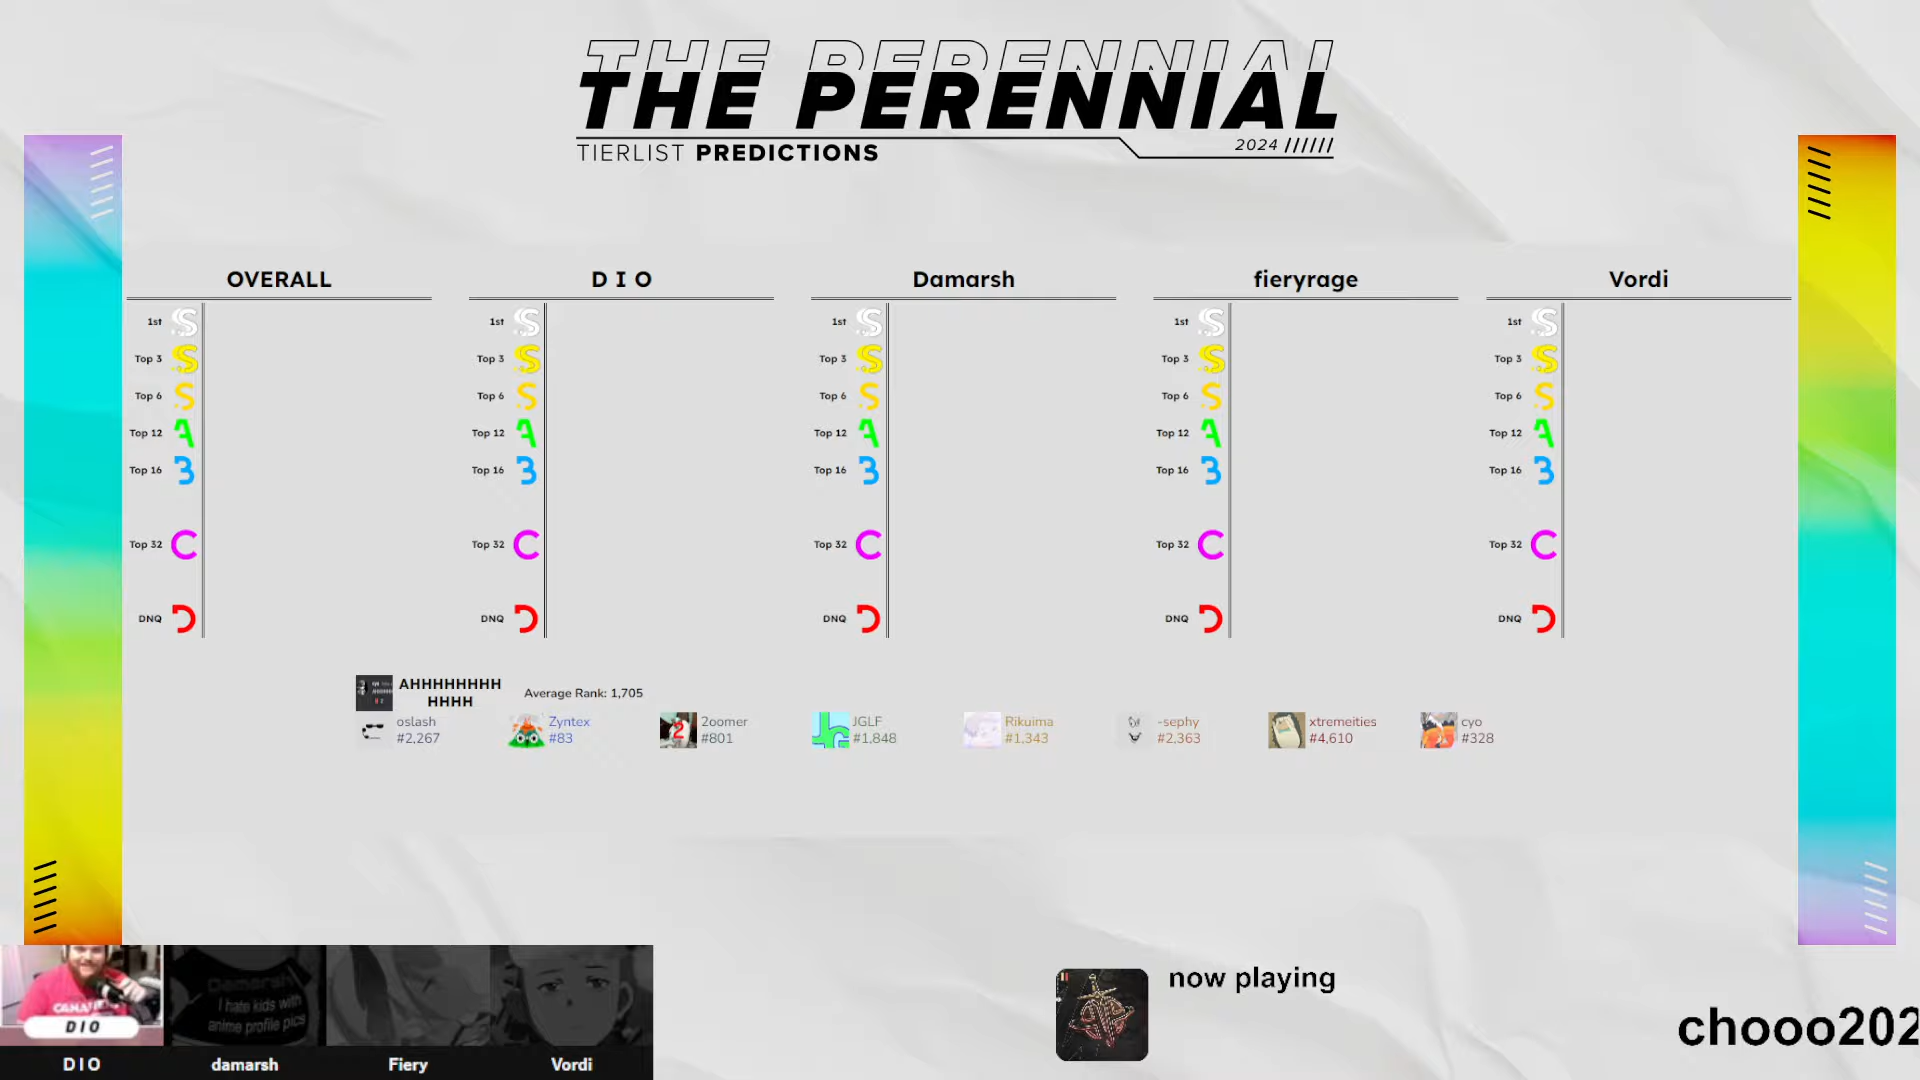 THE PERENNIAL
THE PERENNIAL
TIERLIST PREDICTIONS
2024
OVERALL
D I O
Damarsh
fieryrage
Vordi
1st S
Top 3 S
Top 6 S
Top 12 A
Top 16 B
Top 32 C
DNQ D
1st S
Top 3 S
Top 6 S
Top 12 A
Top 16 B
Top 32 C
DNQ D
1st S
Top 3 S
Top 6 S
Top 12 A
Top 16 B
Top 32 C
DNQ D
1st S
Top 3 S
Top 6 S
Top 12 A
Top 16 B
Top 32 C
DNQ D
1st S
Top 3 S
Top 6 S
Top 12 A
Top 16 B
Top 32 C
DNQ D
AHHHHHHHH
HHHH
Average Rank: 1,705
oslash
#2,267
Zyntex
#83
2oomer
#801
JGLF
#1,848
Rikuima
#1,343
-sephy
#2,363
xtremeities
#4,610
cyo
#328
Damarsh
I hate kids with
anime profile pics
D I O
D I O
damarsh
Fiery
Vordi
now playing
chooo202